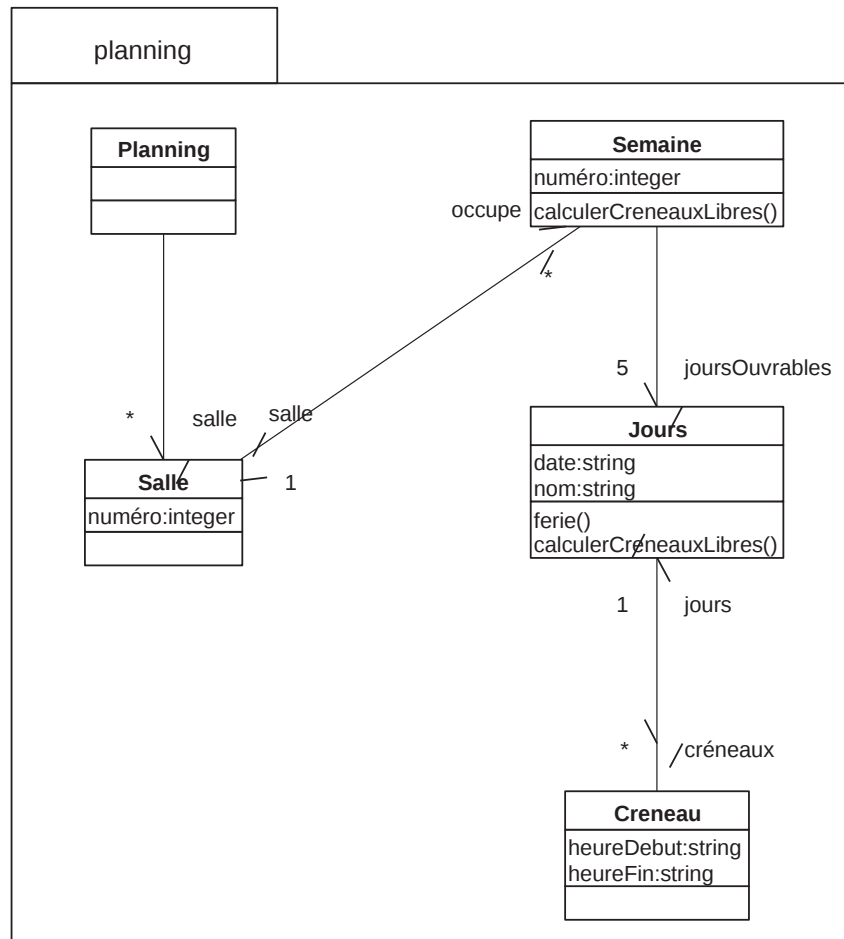 planning
Planning
Semaine
numéro:integer
calculerCreneauxLibres()
occupe
*
5
joursOuvrables
*
salle
salle
1
Salle
numéro:integer
Jours
date:string
nom:string
ferie()
calculerCreneauxLibres()
1
jours
*
créneaux
Creneau
heureDebut:string
heureFin:string